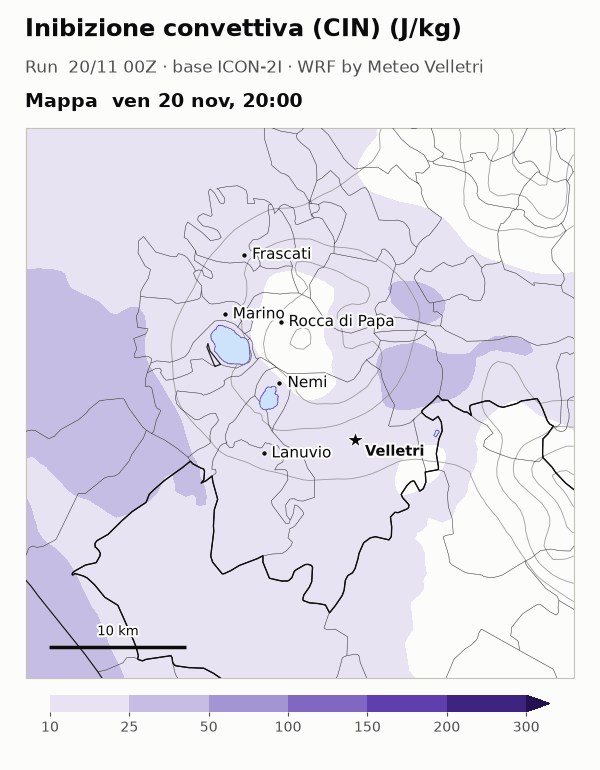 Inibizione convettiva (CIN) (J/kg)
Run  20/11 00Z · base ICON-2I · WRF by Meteo Velletri
Mappa  ven 20 nov, 20:00
Frascati
Marino
Rocca di Papa
Nemi
Velletri
Lanuvio
10 km
10 25 50 100 150 200 300